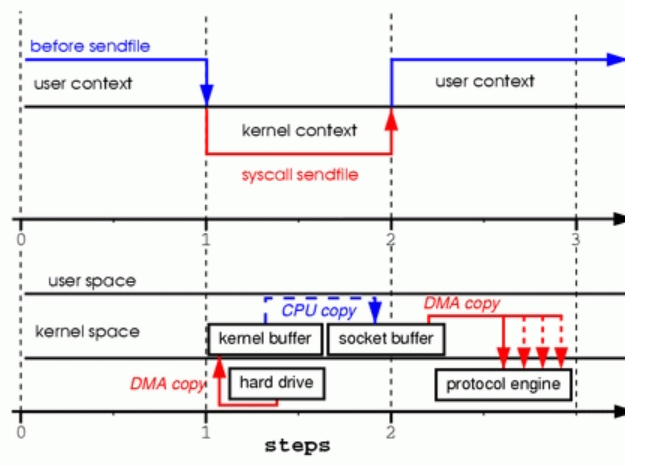 before sendfile
user context
user context
kernel context
syscall sendfile
0 1 2 3
user space
CPU copy
DMA copy
kernel space
kernel buffer
socket buffer
DMA copy
hard drive
protocol engine
0 1 2
steps